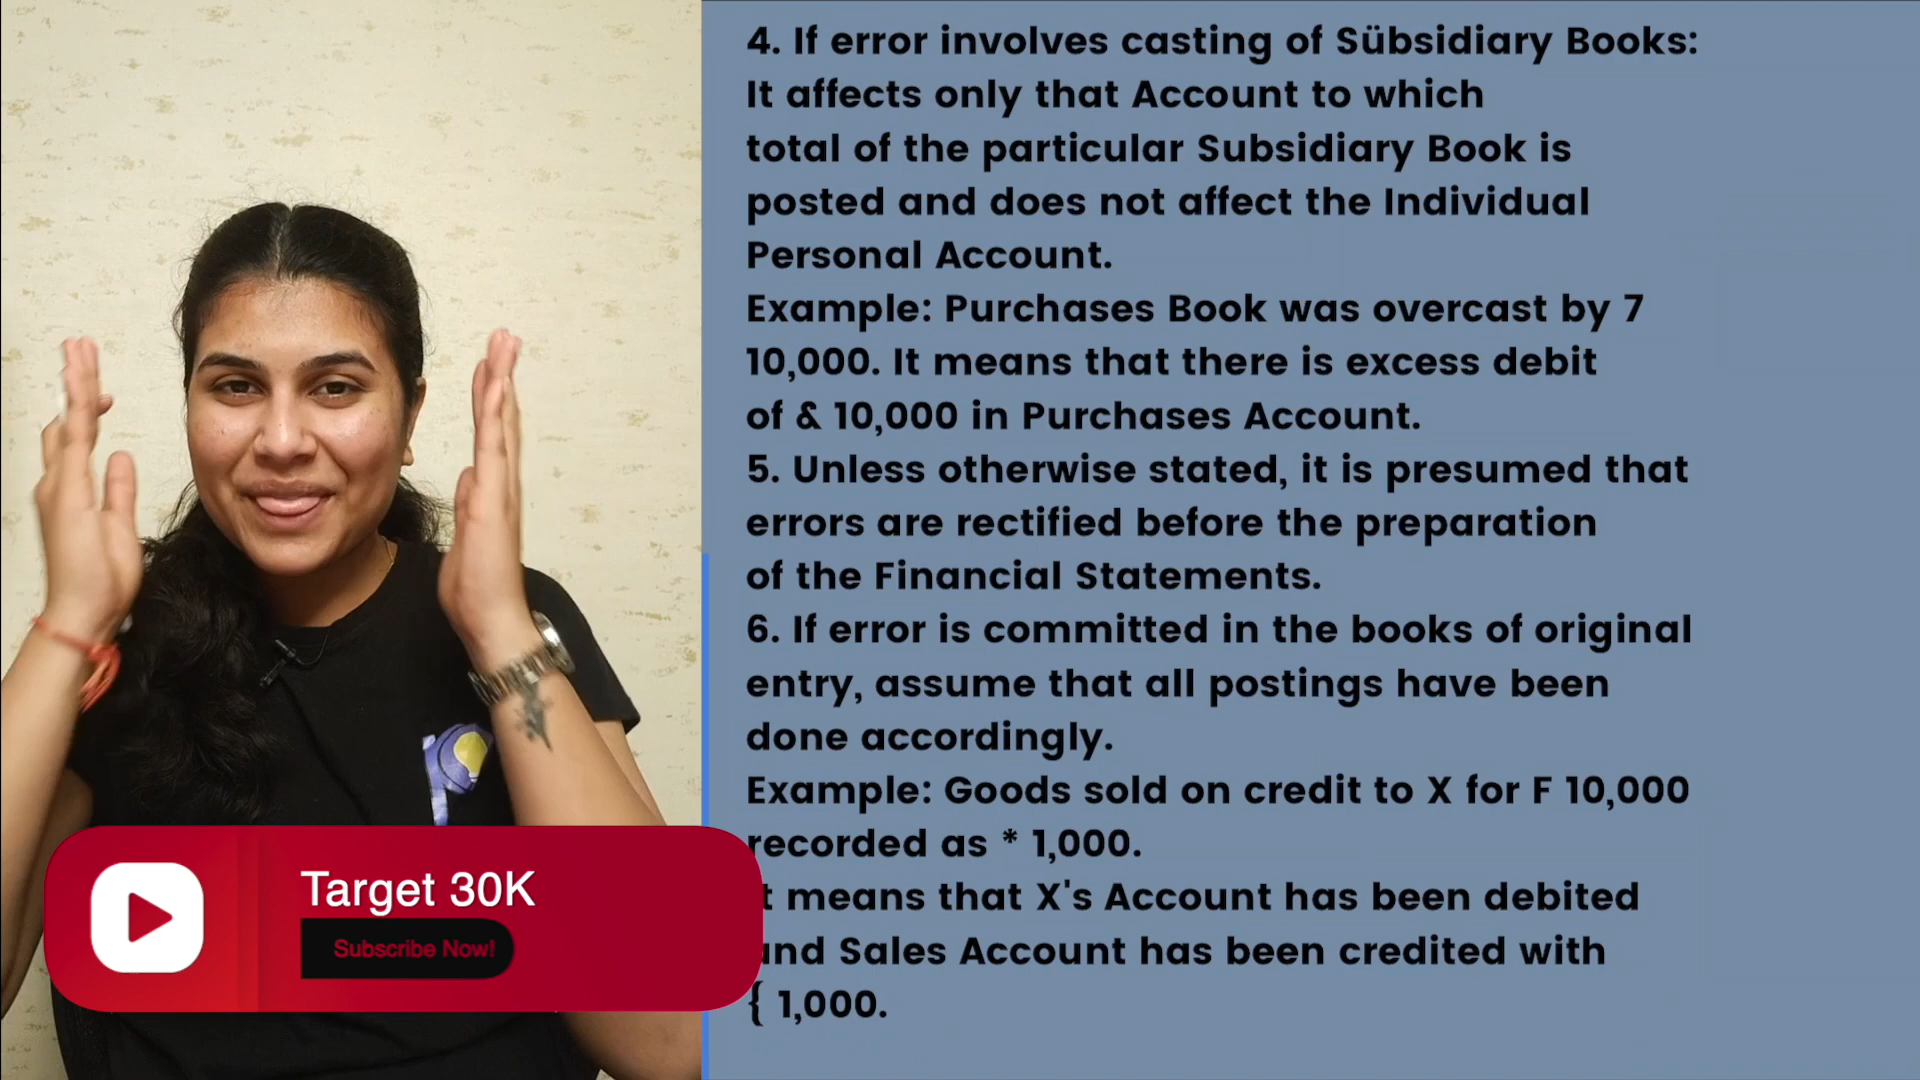 4. If error involves casting of Sübsidiary Books:
It affects only that Account to which
total of the particular Subsidiary Book is
posted and does not affect the Individual
Personal Account.
Example: Purchases Book was overcast by 7
10,000. It means that there is excess debit
of & 10,000 in Purchases Account.
5. Unless otherwise stated, it is presumed that
errors are rectified before the preparation
of the Financial Statements.
6. If error is committed in the books of original
entry, assume that all postings have been
done accordingly.
Example: Goods sold on credit to X for F 10,000
recorded as * 1,000.
t means that X's Account has been debited
and Sales Account has been credited with
{ 1,000.
Target 30K
Subscribe Now!